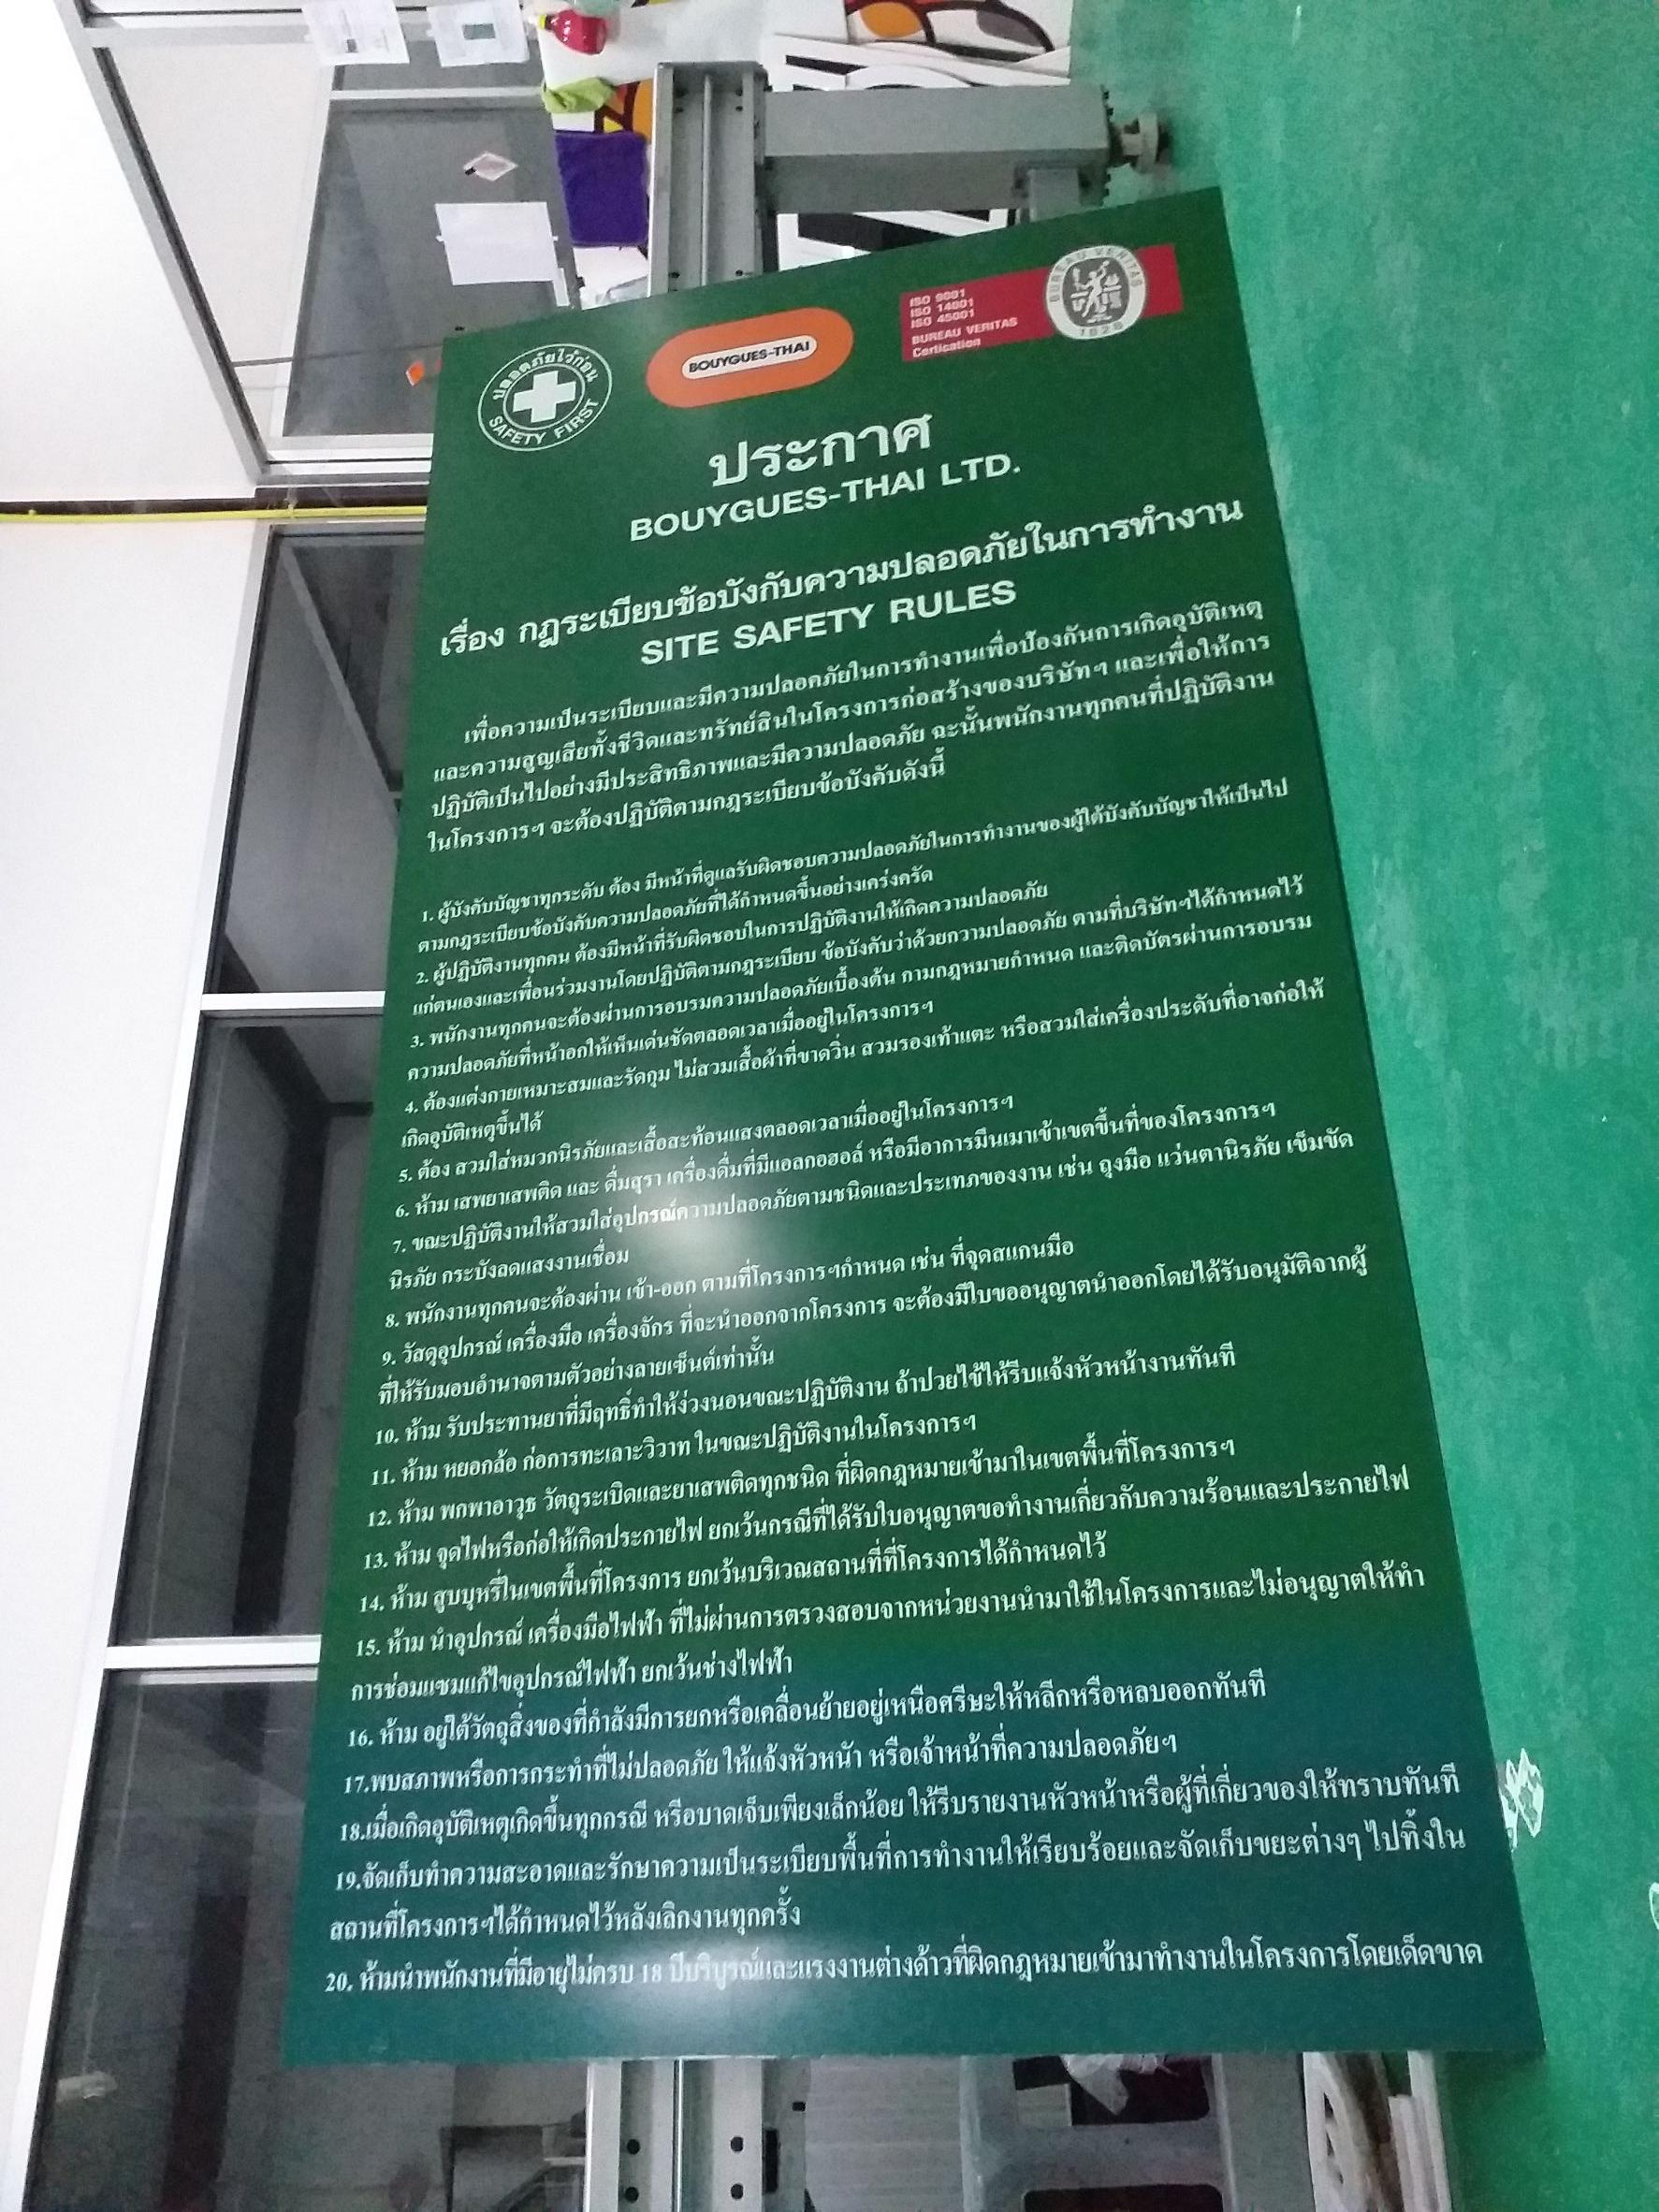 ปลอดภัยไว้ก่อน
SAFETY FIRST
BOUYGUES-THAI
ISO 9001
ISO 14001
ISO 45001
BUREAU VERITAS
Certication
BUREAU VERITAS
1828
ประกาศ
BOUYGUES-THAI LTD.
เรื่อง กฎระเบียบข้อบังกับความปลอดภัยในการทำงาน
SITE SAFETY RULES
เพื่อความเป็นระเบียบและมีความปลอดภัยในการทำงานเพื่อป้องกันการเกิดอุบัติเหตุ
และความสูญเสียทั้งชีวิตและทรัพย์สินในโครงการก่อสร้างของบริษัทฯ และเพื่อให้การ
ปฏิบัติเป็นไปอย่างมีประสิทธิภาพและมีความปลอดภัย ฉะนั้นพนักงานทุกคนที่ปฏิบัติงาน
ในโครงการฯ จะต้องปฏิบัติตามกฎระเบียบข้อบังคับดังนี้
1. ผู้บังคับบัญชาทุกระดับ ต้อง มีหน้าที่ดูแลรับผิดชอบความปลอดภัยในการทำงานของผู้ใต้บังคับบัญชาให้เป็นไป
ตามกฎระเบียบข้อบังคับความปลอดภัยที่ได้กำหนดขึ้นอย่างเคร่งครัด
2. ผู้ปฏิบัติงานทุกคน ต้องมีหน้าที่รับผิดชอบในการปฏิบัติงานให้เกิดความปลอดภัย
แก่ตนเองและเพื่อนร่วมงานโดยปฏิบัติตามกฎระเบียบ ข้อบังคับว่าด้วยความปลอดภัย ตามที่บริษัทฯได้กำหนดไว้
3. พนักงานทุกคนจะต้องผ่านการอบรมความปลอดภัยเบื้องต้น ตามกฎหมายกำหนด และติดบัตรผ่านการอบรม
ความปลอดภัยที่หน้าอกให้เห็นเด่นชัดตลอดเวลาเมื่ออยู่ในโครงการฯ
4. ต้องแต่งกายเหมาะสมและรัดกุม ไม่สวมเสื้อผ้าที่ขาดวิ่น สวมรองเท้าแตะ หรือสวมใส่เครื่องประดับที่อาจก่อให้
เกิดอุบัติเหตุขึ้นได้
5. ต้อง สวมใส่หมวกนิรภัยและเสื้อสะท้อนแสงตลอดเวลาเมื่ออยู่ในโครงการฯ
6. ห้าม เสพยาเสพติด และ ดื่มสุรา เครื่องดื่มที่มีแอลกอฮอล์ หรือมีอาการมึนเมาเข้าเขตขึ้นที่ของโครงการฯ
7. ขณะปฏิบัติงานให้สวมใส่อุปกรณ์ความปลอดภัยตามชนิดและประเภทของงาน เช่น ถุงมือ แว่นตานิรภัย เข็มขัด
นิรภัย กระบังลดแสงงานเชื่อม
8. พนักงานทุกคนจะต้องผ่าน เข้า-ออก ตามที่โครงการฯกำหนด เช่น ที่จุดสแกนมือ
9. วัสดุอุปกรณ์ เครื่องมือ เครื่องจักร ที่จะนำออกจากโครงการ จะต้องมีใบขออนุญาตนำออกโดยได้รับอนุมัติจากผู้
ที่ให้รับมอบอำนาจตามตัวอย่างลายเซ็นต์เท่านั้น
10. ห้าม รับประทานยาที่มีฤทธิ์ทำให้ง่วงนอนขณะปฏิบัติงาน ถ้าป่วยไข้ให้รีบแจ้งหัวหน้างานทันที
11. ห้าม หยอกล้อ ก่อการทะเลาะวิวาท ในขณะปฏิบัติงานในโครงการฯ
12. ห้าม พกพาอาวุธ วัตถุระเบิดและยาเสพติดทุกชนิด ที่ผิดกฎหมายเข้ามาในเขตพื้นที่โครงการฯ
13. ห้าม จุดไฟหรือก่อให้เกิดประกายไฟ ยกเว้นกรณีที่ได้รับใบอนุญาตขอทำงานเกี่ยวกับความร้อนและประกายไฟ
14. ห้าม สูบบุหรี่ในเขตพื้นที่โครงการ ยกเว้นบริเวณสถานที่ที่โครงการได้กำหนดไว้
15. ห้าม นำอุปกรณ์ เครื่องมือไฟฟ้า ที่ไม่ผ่านการตรวงสอบจากหน่วยงานนำมาใช้ในโครงการและไม่อนุญาตให้ทำ
การซ่อมแซมแก้ไขอุปกรณ์ไฟฟ้า ยกเว้นช่างไฟฟ้า
16. ห้าม อยู่ใต้วัตถุสิ่งของที่กำลังมีการยกหรือเคลื่อนย้ายอยู่เหนือศรีษะให้หลีกหรือหลบออกทันที
17.พบสภาพหรือการกระทำที่ไม่ปลอดภัย ให้แจ้งหัวหน้า หรือเจ้าหน้าที่ความปลอดภัยฯ
18.เมื่อเกิดอุบัติเหตุเกิดขึ้นทุกกรณี หรือบาดเจ็บเพียงเล็กน้อย ให้รีบรายงานหัวหน้าหรือผู้ที่เกี่ยวของให้ทราบทันที
19.จัดเก็บทำความสะอาดและรักษาความเป็นระเบียบพื้นที่การทำงานให้เรียบร้อยและจัดเก็บขยะต่างๆ ไปทิ้งใน
สถานที่โครงการฯได้กำหนดไว้หลังเลิกงานทุกครั้ง
20. ห้ามนำพนักงานที่มีอายุไม่ครบ 18 ปีบริบูรณ์และแรงงานต่างด้าวที่ผิดกฎหมายเข้ามาทำงานในโครงการโดยเด็ดขาด